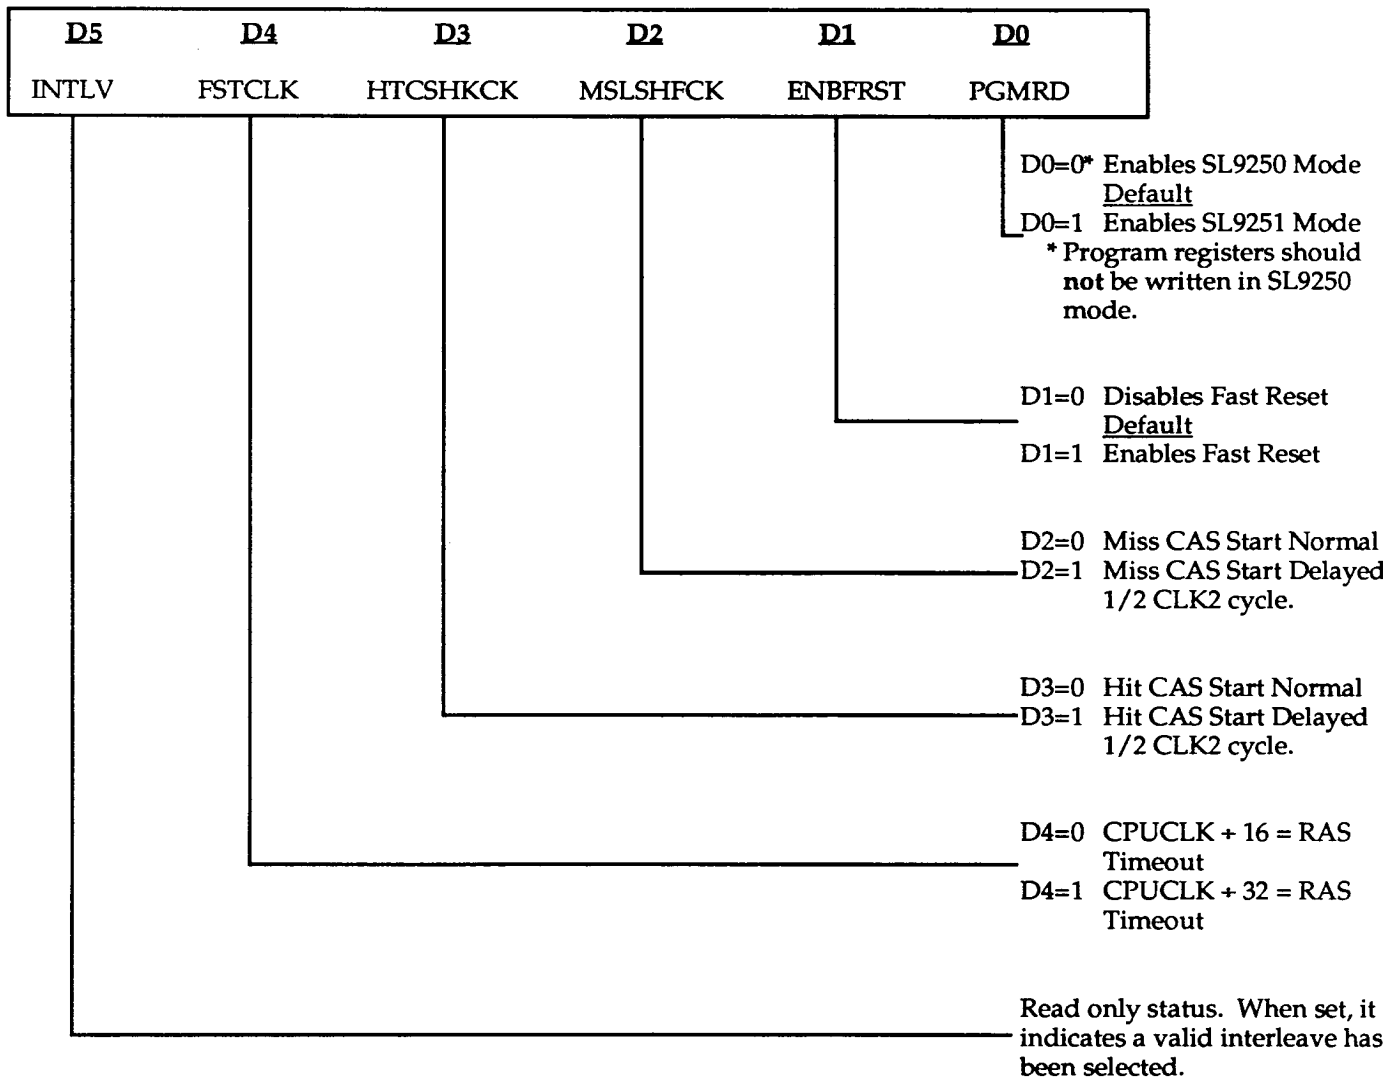 D5 D4 D3 D2 D1 D0
INTLV FSTCLK HTCSHKCK MSLSHFCK ENBFRST PGMRD
D0=0* Enables SL9250 Mode
Default
D0=1 Enables SL9251 Mode
* Program registers should
not be written in SL9250
mode.
D1=0 Disables Fast Reset
Default
D1=1 Enables Fast Reset
D2=0 Miss CAS Start Normal
D2=1 Miss CAS Start Delayed
1/2 CLK2 cycle.
D3=0 Hit CAS Start Normal
D3=1 Hit CAS Start Delayed
1/2 CLK2 cycle.
D4=0 CPUCLK ÷ 16 = RAS
Timeout
D4=1 CPUCLK ÷ 32 = RAS
Timeout
Read only status. When set, it
indicates a valid interleave has
been selected.